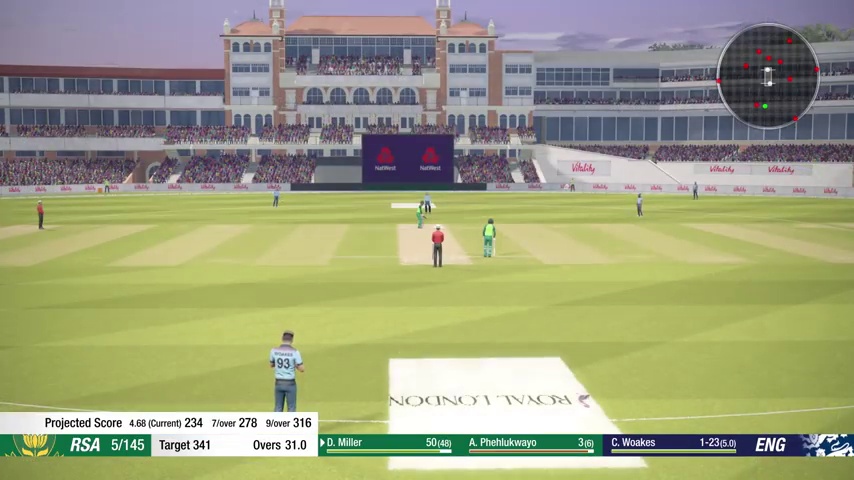 NatWest NatWest
Vitality
Vitality Vitality
WOAKES
93
ROYAL LONDON
Projected Score 4.68 (Current) 234 7/over 278 9/over 316
RSA 5/145 Target 341 Overs 31.0 D. Miller 50(48) A. Phehlukwayo 3(6) C. Woakes 1-23(5.0) ENG